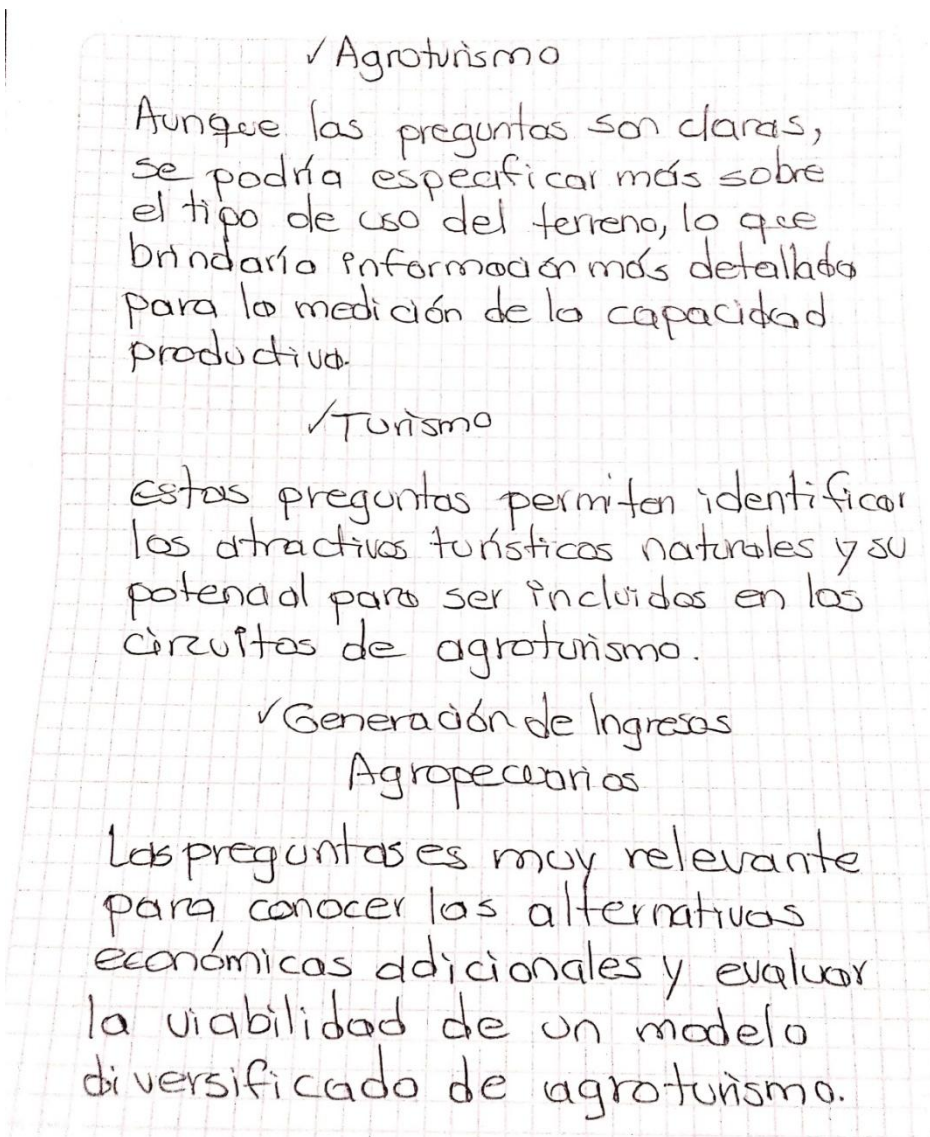 ✓Agroturismo
Aunque las preguntas son claras,
se podría especificar más sobre
el tipo de uso del terreno, lo que
brindaría información más detallada
para la medición de la capacidad
productiva.
✓Turismo
Estas preguntas permiten identificar
los atractivos turísticos naturales y su
potencial para ser incluidos en los
circuitos de agroturismo.
✓Generación de Ingresos
Agropecuarios
Las preguntas es muy relevante
para conocer las alternativas
económicas adicionales y evaluar
la viabilidad de un modelo
diversificado de agroturismo.